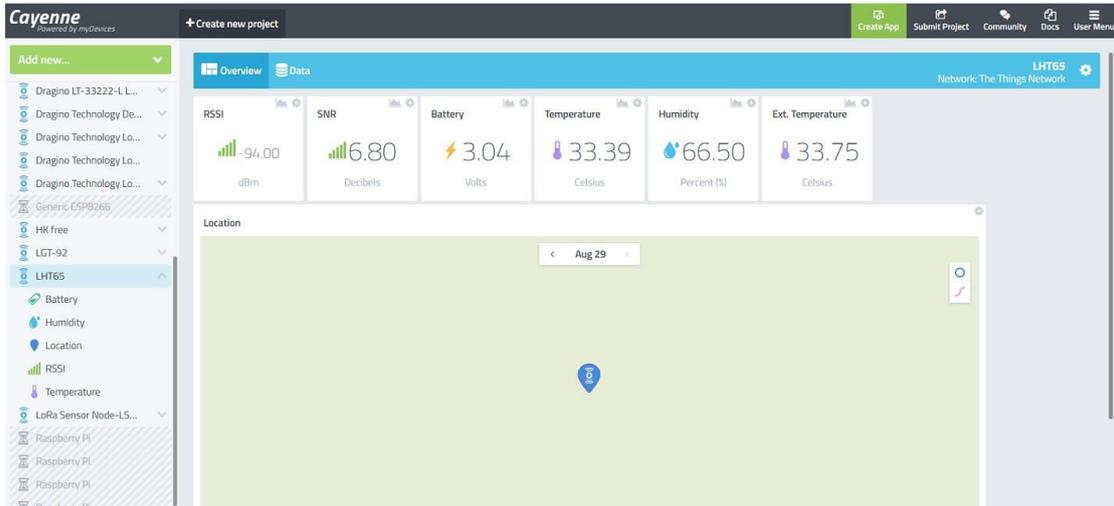 Cayenne
Powered by myDevices
+ Create new project
Create App
Submit Project
Community
Docs
User Menu
Add new...
Dragino LT-33222-L L...
Dragino Technology De...
Dragino Technology Lo...
Dragino Technology Lo...
Dragino Technology Lo...
Generic ESP8266
HK free
LGT-92
LHT65
Battery
Humidity
Location
RSSI
Temperature
LoRa Sensor Node-LS...
Raspberry Pi
Raspberry Pi
Raspberry Pi
Overview
Data
LHT65
Network: The Things Network
RSSI
-94.00
dBm
SNR
6.80
Decibels
Battery
3.04
Volts
Temperature
33.39
Celsius
Humidity
66.50
Percent (%)
Ext. Temperature
33.75
Celsius
Location
< Aug 29 >